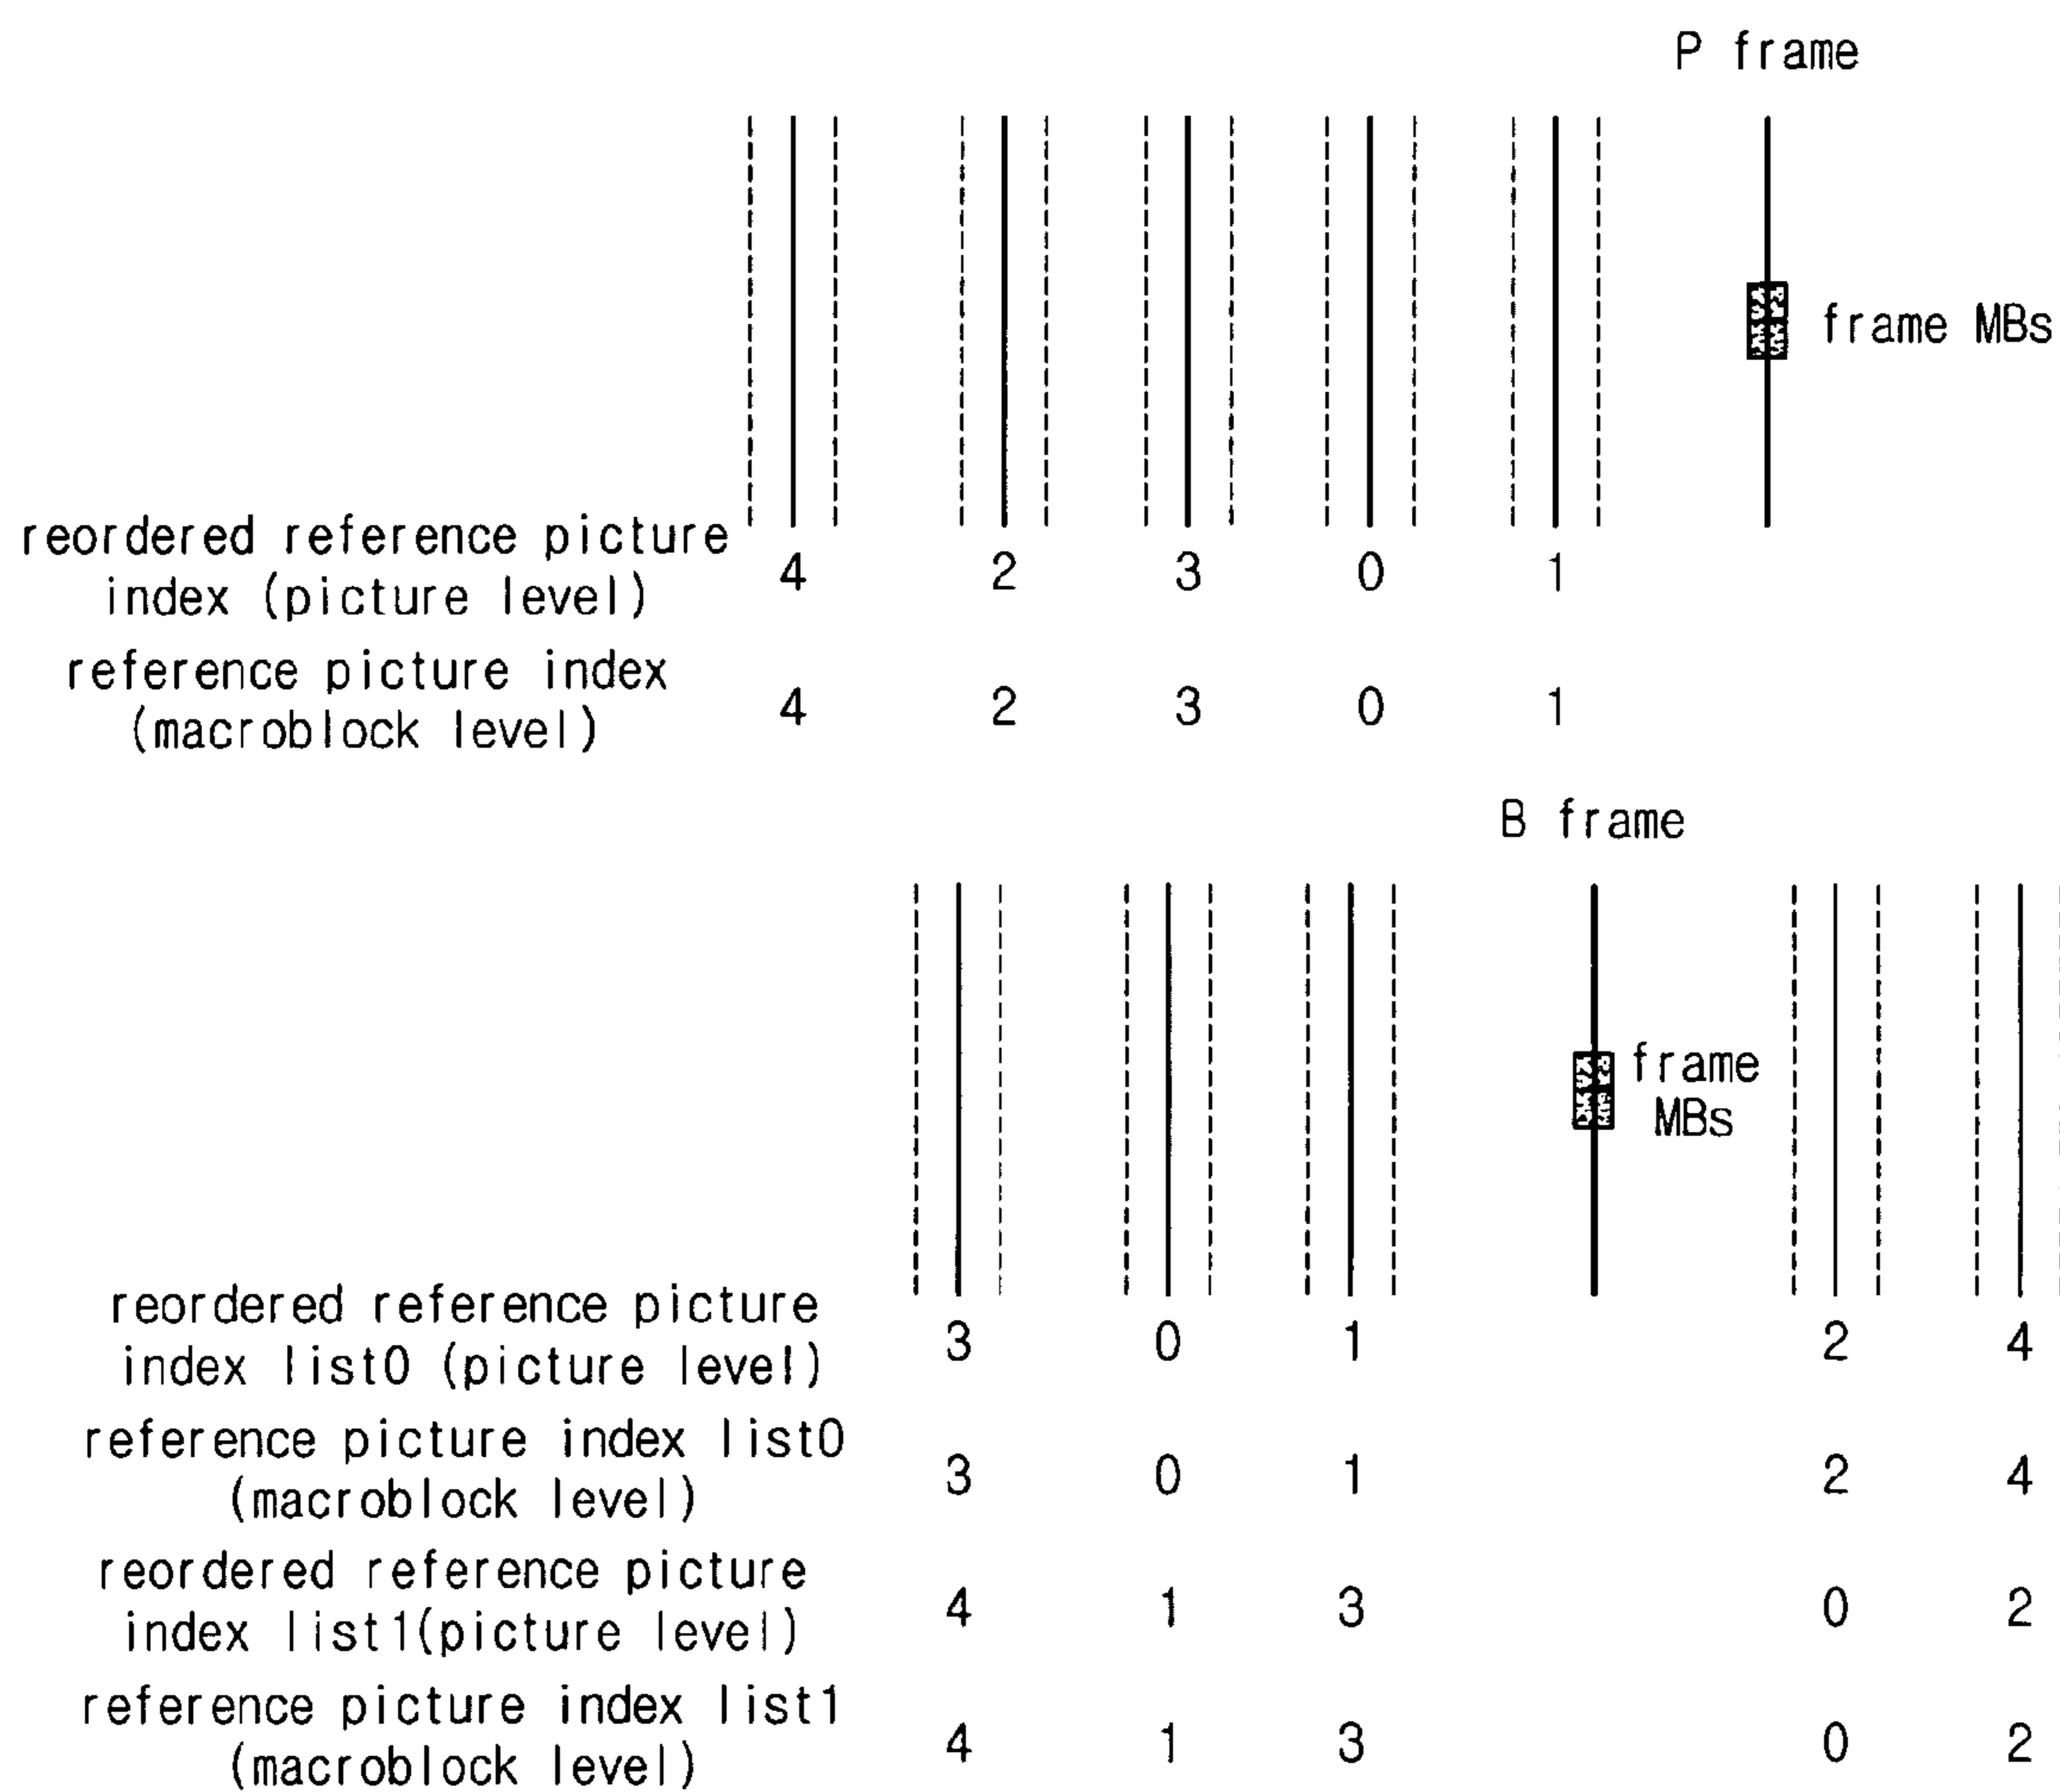 P frame
frame MBs
reordered reference picture
index (picture level)
4 2 3 0 1
reference picture index
(macroblock level)
4 2 3 0 1
B frame
frame
MBs
reordered reference picture
index list0 (picture level)
3 0 1 2 4
reference picture index list0
(macroblock level)
3 0 1 2 4
reordered reference picture
index list1(picture level)
4 1 3 0 2
reference picture index list1
(macroblock level)
4 1 3 0 2